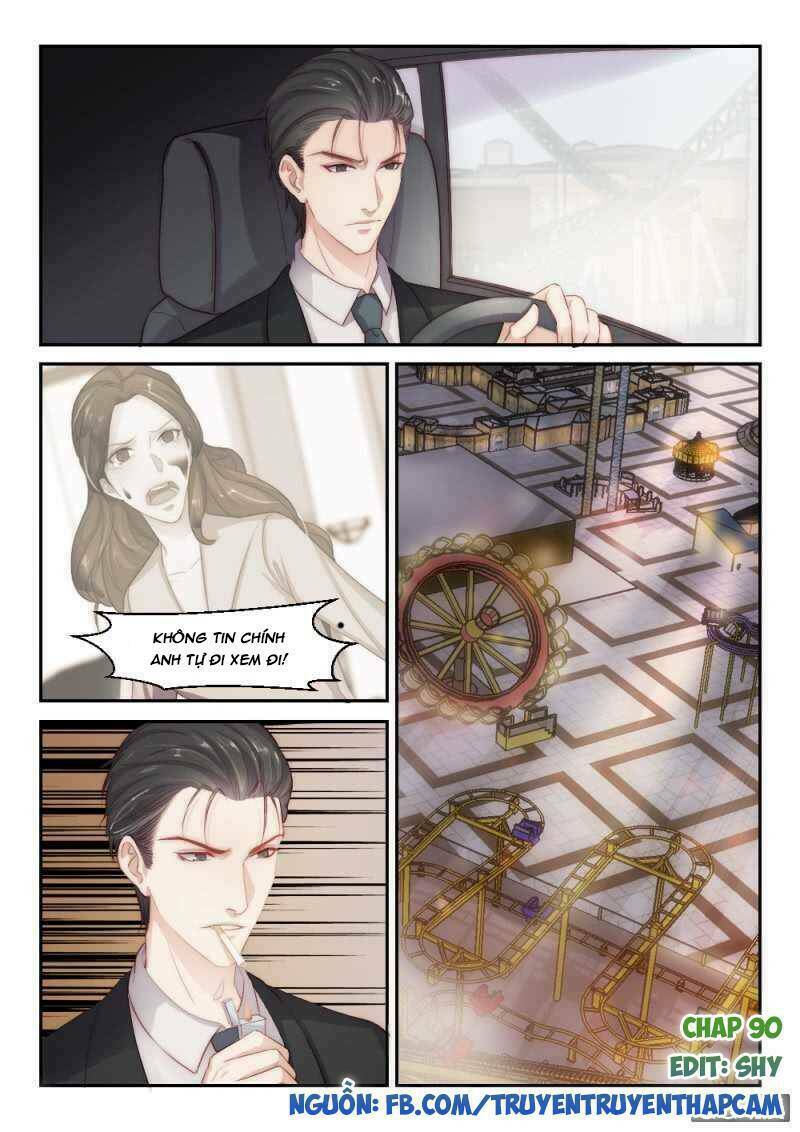 KHÔNG TIN CHÍNH
ANH TỰ ĐI XEM ĐI!
CHAP 90
EDIT: SHY
NGUỒN: FB.COM/TRUYENTRUYENTHAPCAM